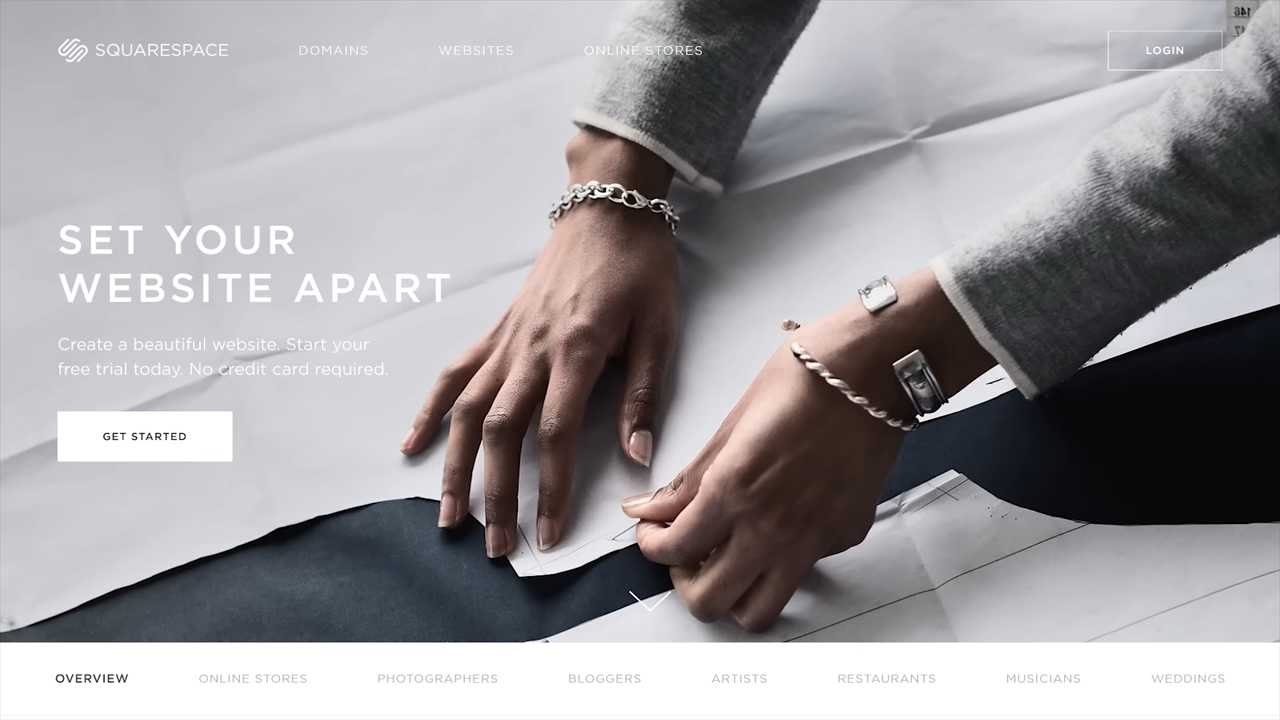 SQUARESPACE DOMAINS WEBSITES ONLINE STORES LOGIN
146
SET YOUR
WEBSITE APART
Create a beautiful website. Start your
free trial today. No credit card required.
GET STARTED
OVERVIEW ONLINE STORES PHOTOGRAPHERS BLOGGERS ARTISTS RESTAURANTS MUSICIANS WEDDINGS